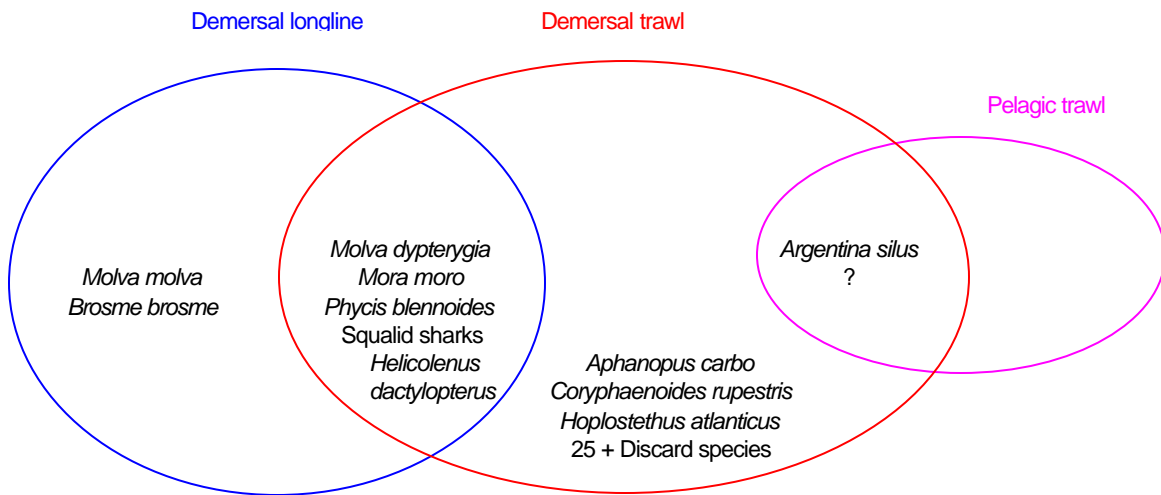 Demersal longline
Demersal trawl
Pelagic trawl
Molva molva
Brosme brosme
Molva dypterygia
Mora moro
Phycis blennoides
Squalid sharks
Helicolenus
dactylopterus
Aphanopus carbo
Coryphaenoides rupestris
Hoplostethus atlanticus
25 + Discard species
Argentina silus
?